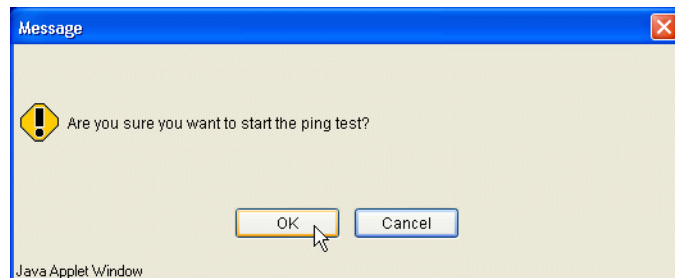 Message
Are you sure you want to start the ping test?
OK Cancel
Java Applet Window